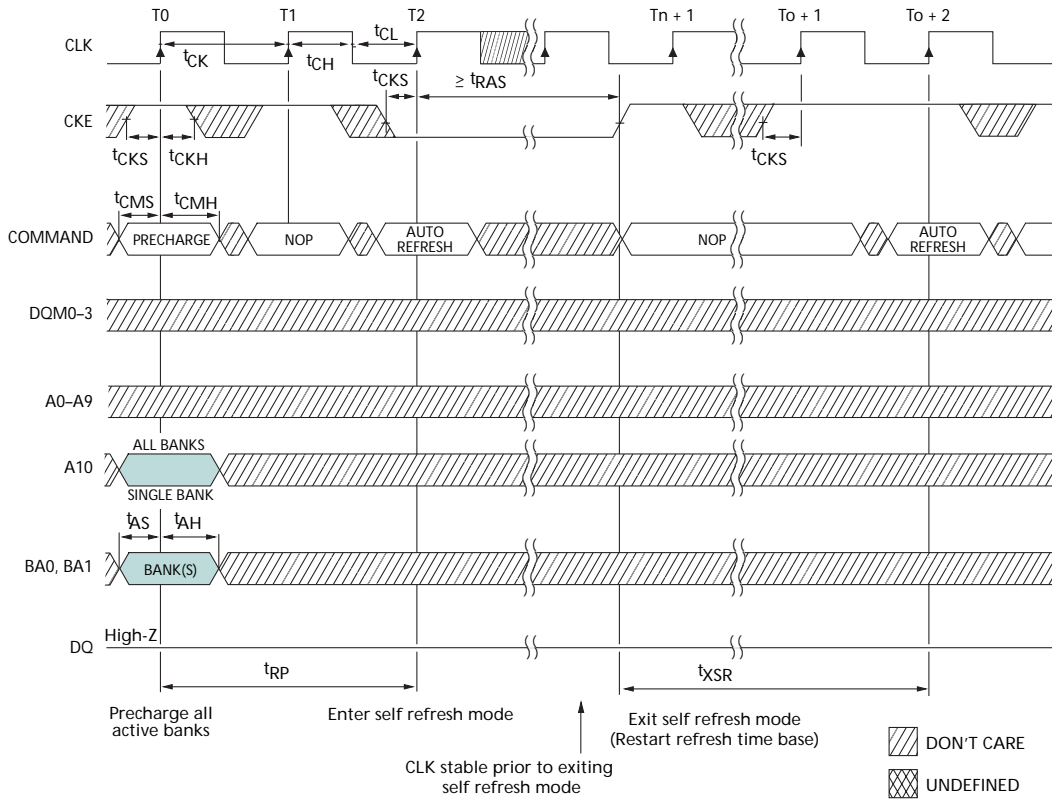 T0 T1 T2 Tn + 1 To + 1 To + 2
CLK
tCK tCH tCL
tCKS ≥ tRAS
CKE
tCKS tCKH tCKS
tCMS tCMH
COMMAND PRECHARGE NOP AUTO REFRESH NOP AUTO REFRESH
DQM0–3
A0–A9
ALL BANKS
A10
SINGLE BANK
tAS tAH
BA0, BA1 BANK(S)
High-Z
DQ
tRP tXSR
Precharge all
active banks
Enter self refresh mode
CLK stable prior to exiting
self refresh mode
Exit self refresh mode
(Restart refresh time base)
DON'T CARE
UNDEFINED